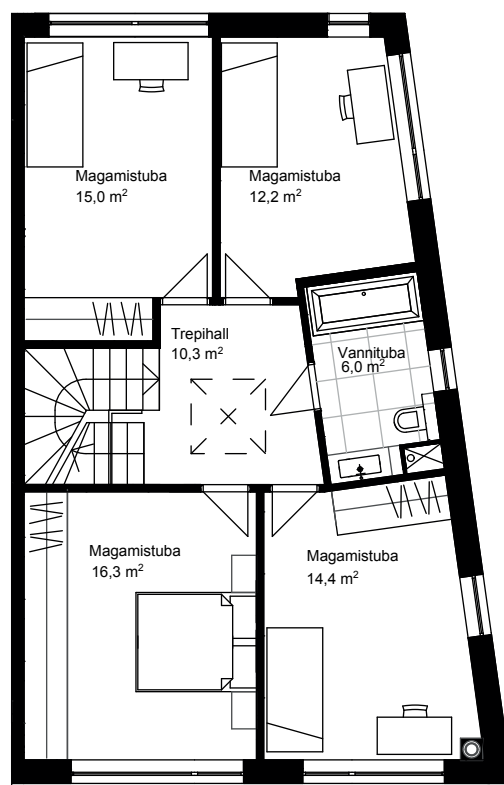 Magamistuba
15,0 m²
Magamistuba
12,2 m²
Trepihall
10,3 m²
Vannituba
6,0 m²
Magamistuba
16,3 m²
Magamistuba
14,4 m²